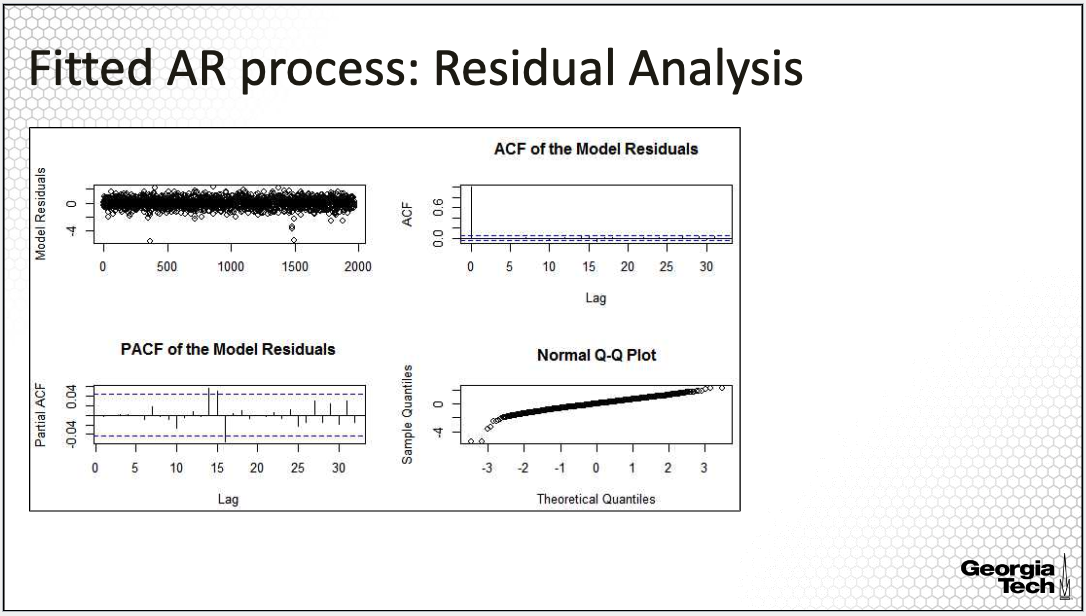 Fitted AR process: Residual Analysis
Model Residuals
0
-4
0 500 1000 1500 2000
ACF of the Model Residuals
ACF
0.6
0.0
0 5 10 15 20 25 30
Lag
PACF of the Model Residuals
Partial ACF
0.04
-0.04
0 5 10 15 20 25 30
Lag
Normal Q-Q Plot
Sample Quantiles
0
-4
-3 -2 -1 0 1 2 3
Theoretical Quantiles
Georgia
Tech